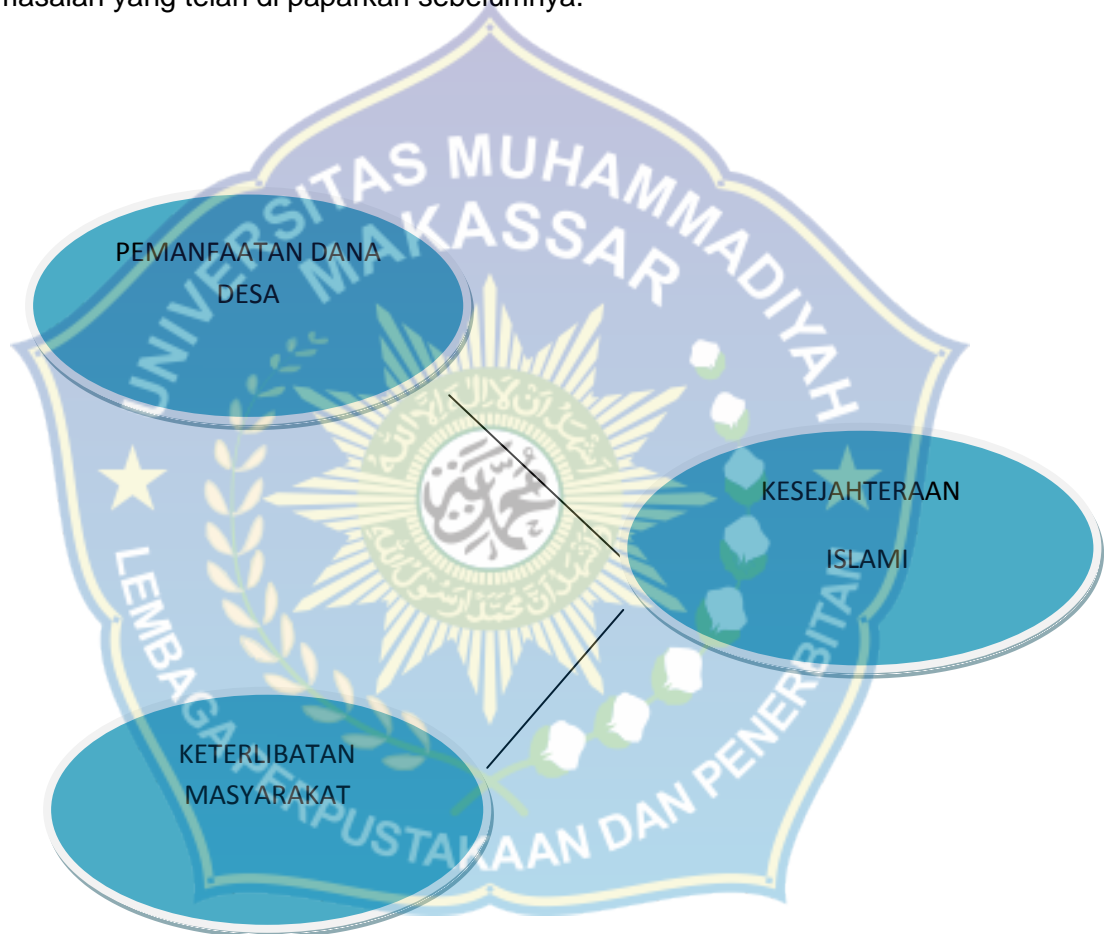 masalah yang telah di paparkan sebelumnya.
UNIVERSITAS MUHAMMADIYAH
MAKASSAR
PEMANFAATAN DANA
DESA
KESEJAHTERAAN
ISLAMI
KETERLIBATAN
MASYARAKAT
LEMBAGA PERPUSTAKAAN DAN PENERBITAN